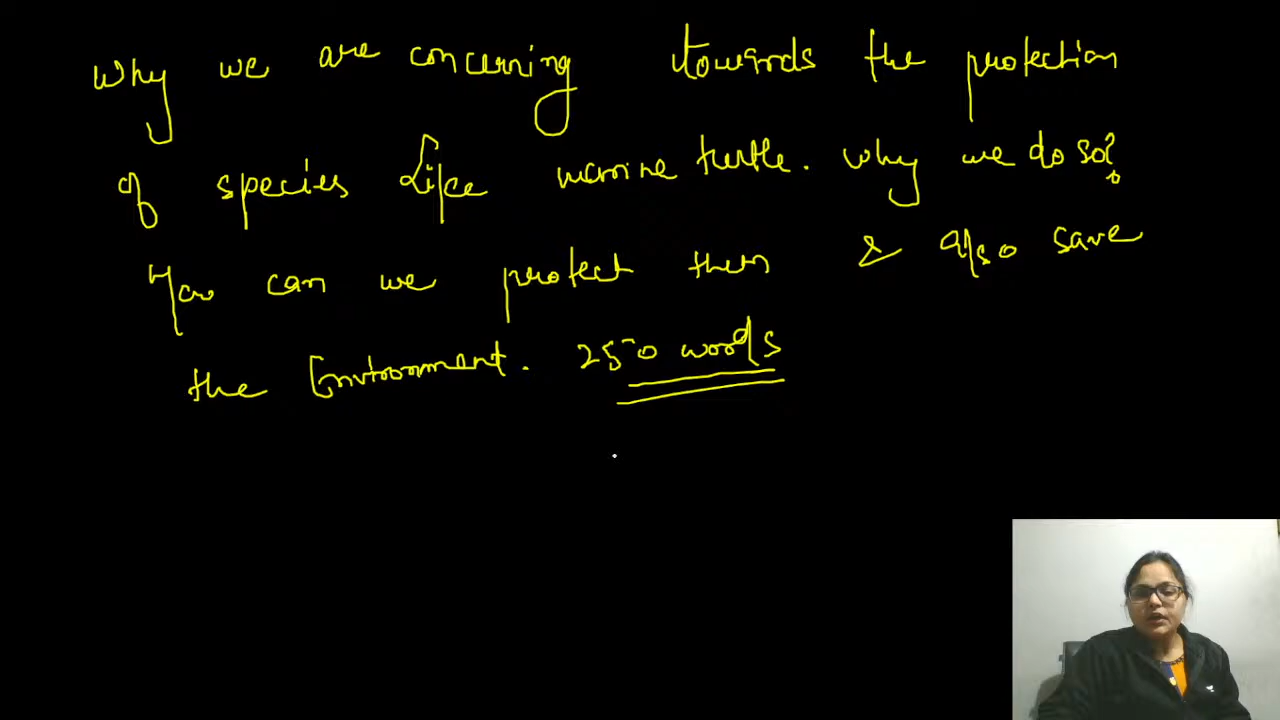 Why we are concerning towards the protection
of species like marine turtle. Why we do so?
How can we protect them & also save
the Environment. 250 words